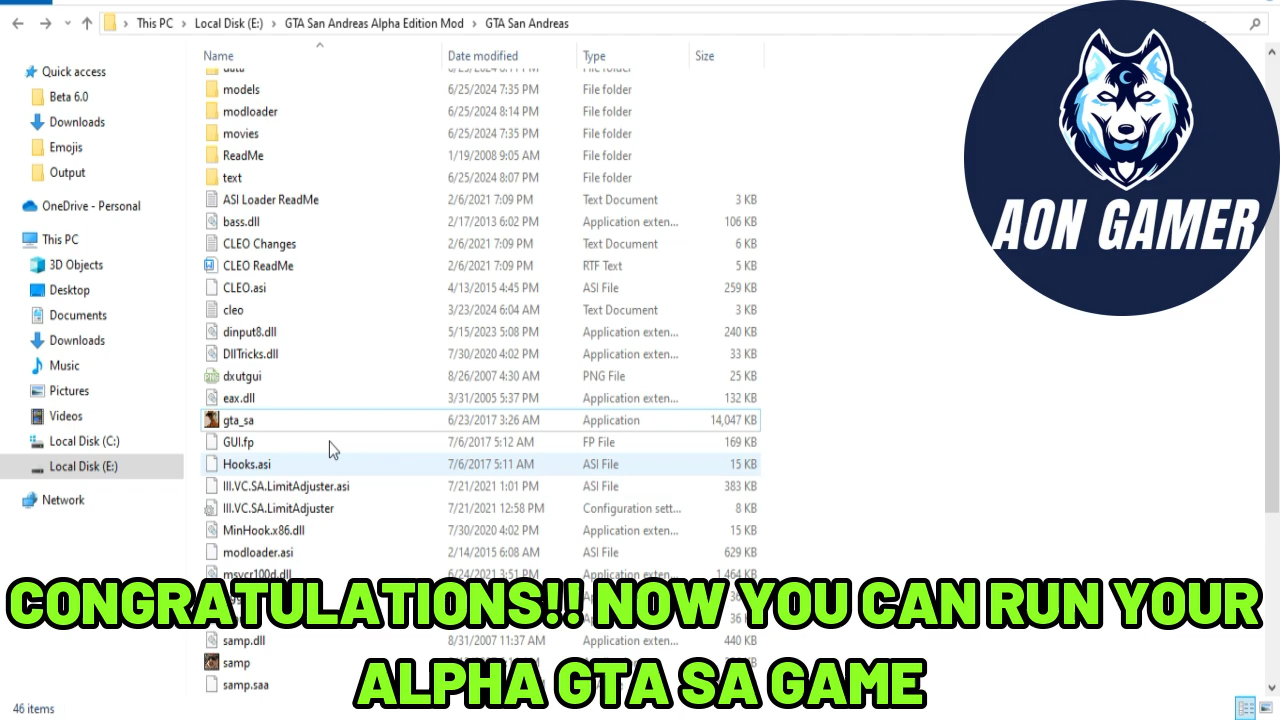 This PC > Local Disk (E:) > GTA San Andreas Alpha Edition Mod > GTA San Andreas
Name Date modified Type Size
Quick access
Beta 6.0
Downloads
Emojis
Output
OneDrive - Personal
This PC
3D Objects
Desktop
Documents
Downloads
Music
Pictures
Videos
Local Disk (C:)
Local Disk (E:)
Network
models 6/25/2024 7:35 PM File folder
modloader 6/25/2024 8:14 PM File folder
movies 6/25/2024 7:35 PM File folder
ReadMe 1/19/2008 9:05 AM File folder
text 6/25/2024 8:07 PM File folder
ASI Loader ReadMe 2/6/2021 7:09 PM Text Document 3 KB
bass.dll 2/17/2013 6:02 PM Application exten... 106 KB
CLEO Changes 2/6/2021 7:09 PM Text Document 6 KB
CLEO ReadMe 2/6/2021 7:09 PM RTF Text 5 KB
CLEO.asi 4/13/2015 4:45 PM ASI File 259 KB
cleo 3/23/2024 6:04 AM Text Document 3 KB
dinput8.dll 5/15/2023 5:08 PM Application exten... 240 KB
DllTricks.dll 7/30/2020 4:02 PM Application exten... 33 KB
dxutgui 8/26/2007 4:30 AM PNG File 25 KB
eax.dll 3/31/2005 5:37 PM Application exten... 132 KB
gta_sa 6/23/2017 3:26 AM Application 14,047 KB
GUI.fp 7/6/2017 5:12 AM FP File 169 KB
Hooks.asi 7/6/2017 5:11 AM ASI File 15 KB
III.VC.SA.LimitAdjuster.asi 7/21/2021 1:01 PM ASI File 383 KB
III.VC.SA.LimitAdjuster 7/21/2021 12:58 PM Configuration sett... 8 KB
MinHook.x86.dll 7/30/2020 4:02 PM Application exten... 15 KB
modloader.asi 2/14/2015 6:08 AM ASI File 629 KB
msvcr100d.dll 6/24/2021 3:51 PM Application exten... 1,464 KB
samp.dll 8/31/2007 11:37 AM Application exten... 440 KB
samp
samp.saa
46 items
AON GAMER
CONGRATULATIONS!! NOW YOU CAN RUN YOUR
ALPHA GTA SA GAME